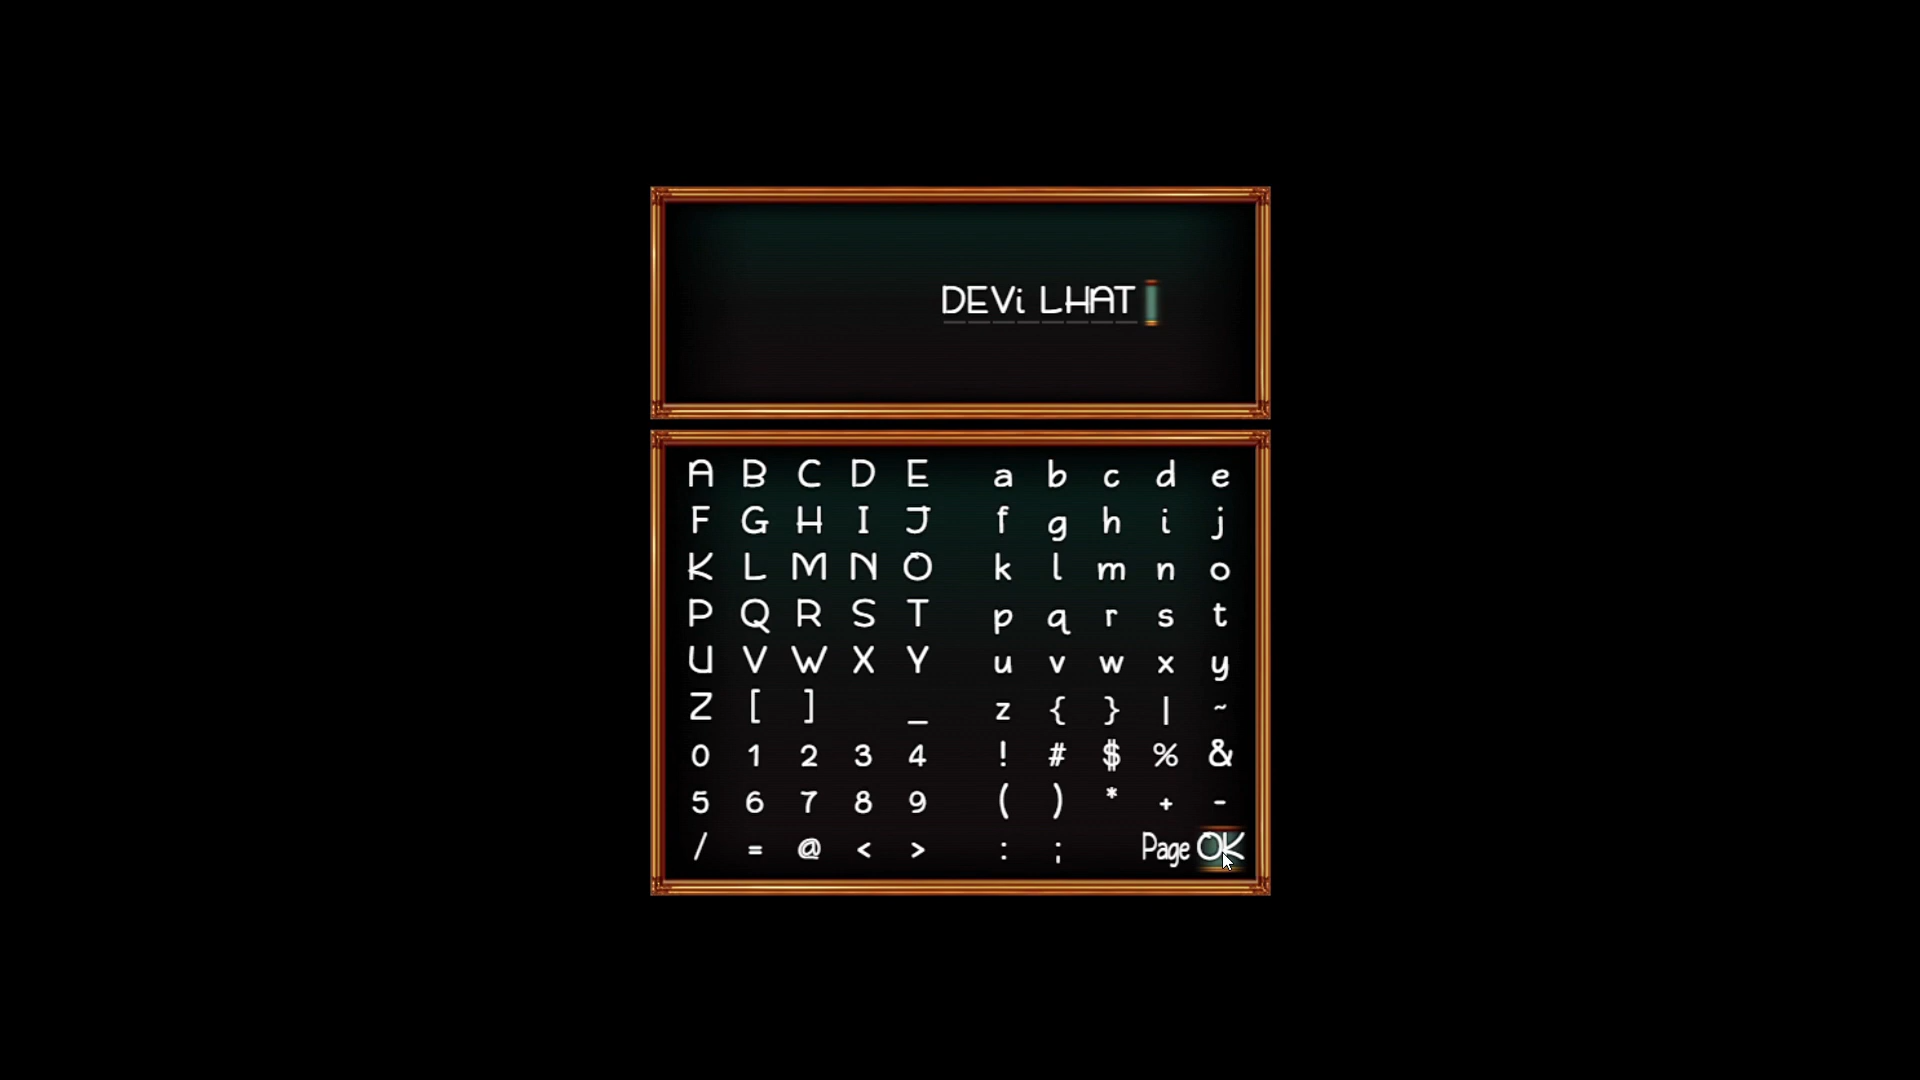 DEVi LHAT
A B C D E a b c d e
F G H I J f g h i j
K L M N O k l m n o
P Q R S T p q r s t
U V W X Y u v w x y
Z [ ] _ z { } | ~
0 1 2 3 4 ! # $ % &
5 6 7 8 9 ( ) * + -
/ = @ < > : ; Page OK